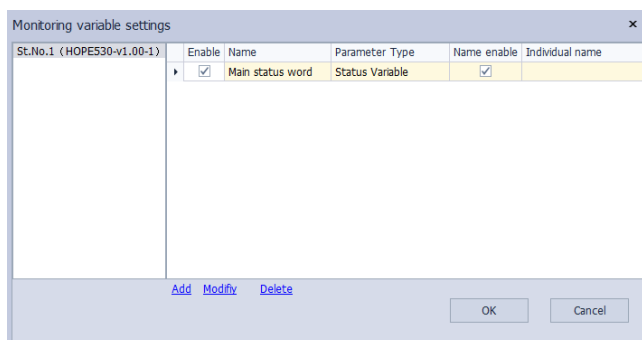 Monitoring variable settings
St.No.1 (HOPE530-v1.00-1)
Enable Name Parameter Type Name enable Individual name
Main status word Status Variable
Add Modifiy Delete
OK Cancel